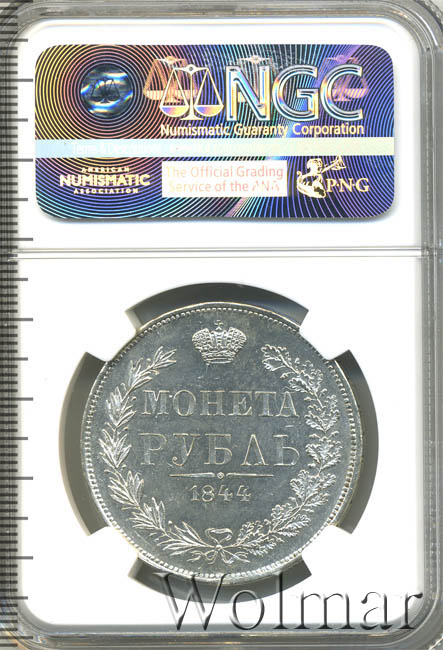 NGC
Numismatic Guaranty Corporation
AMERICAN
NUMISMATIC
ASSOCIATION
The Official Grading
Service of the ANA
PNG
МОНЕТА
РУБЛЬ
1844
Wolmar